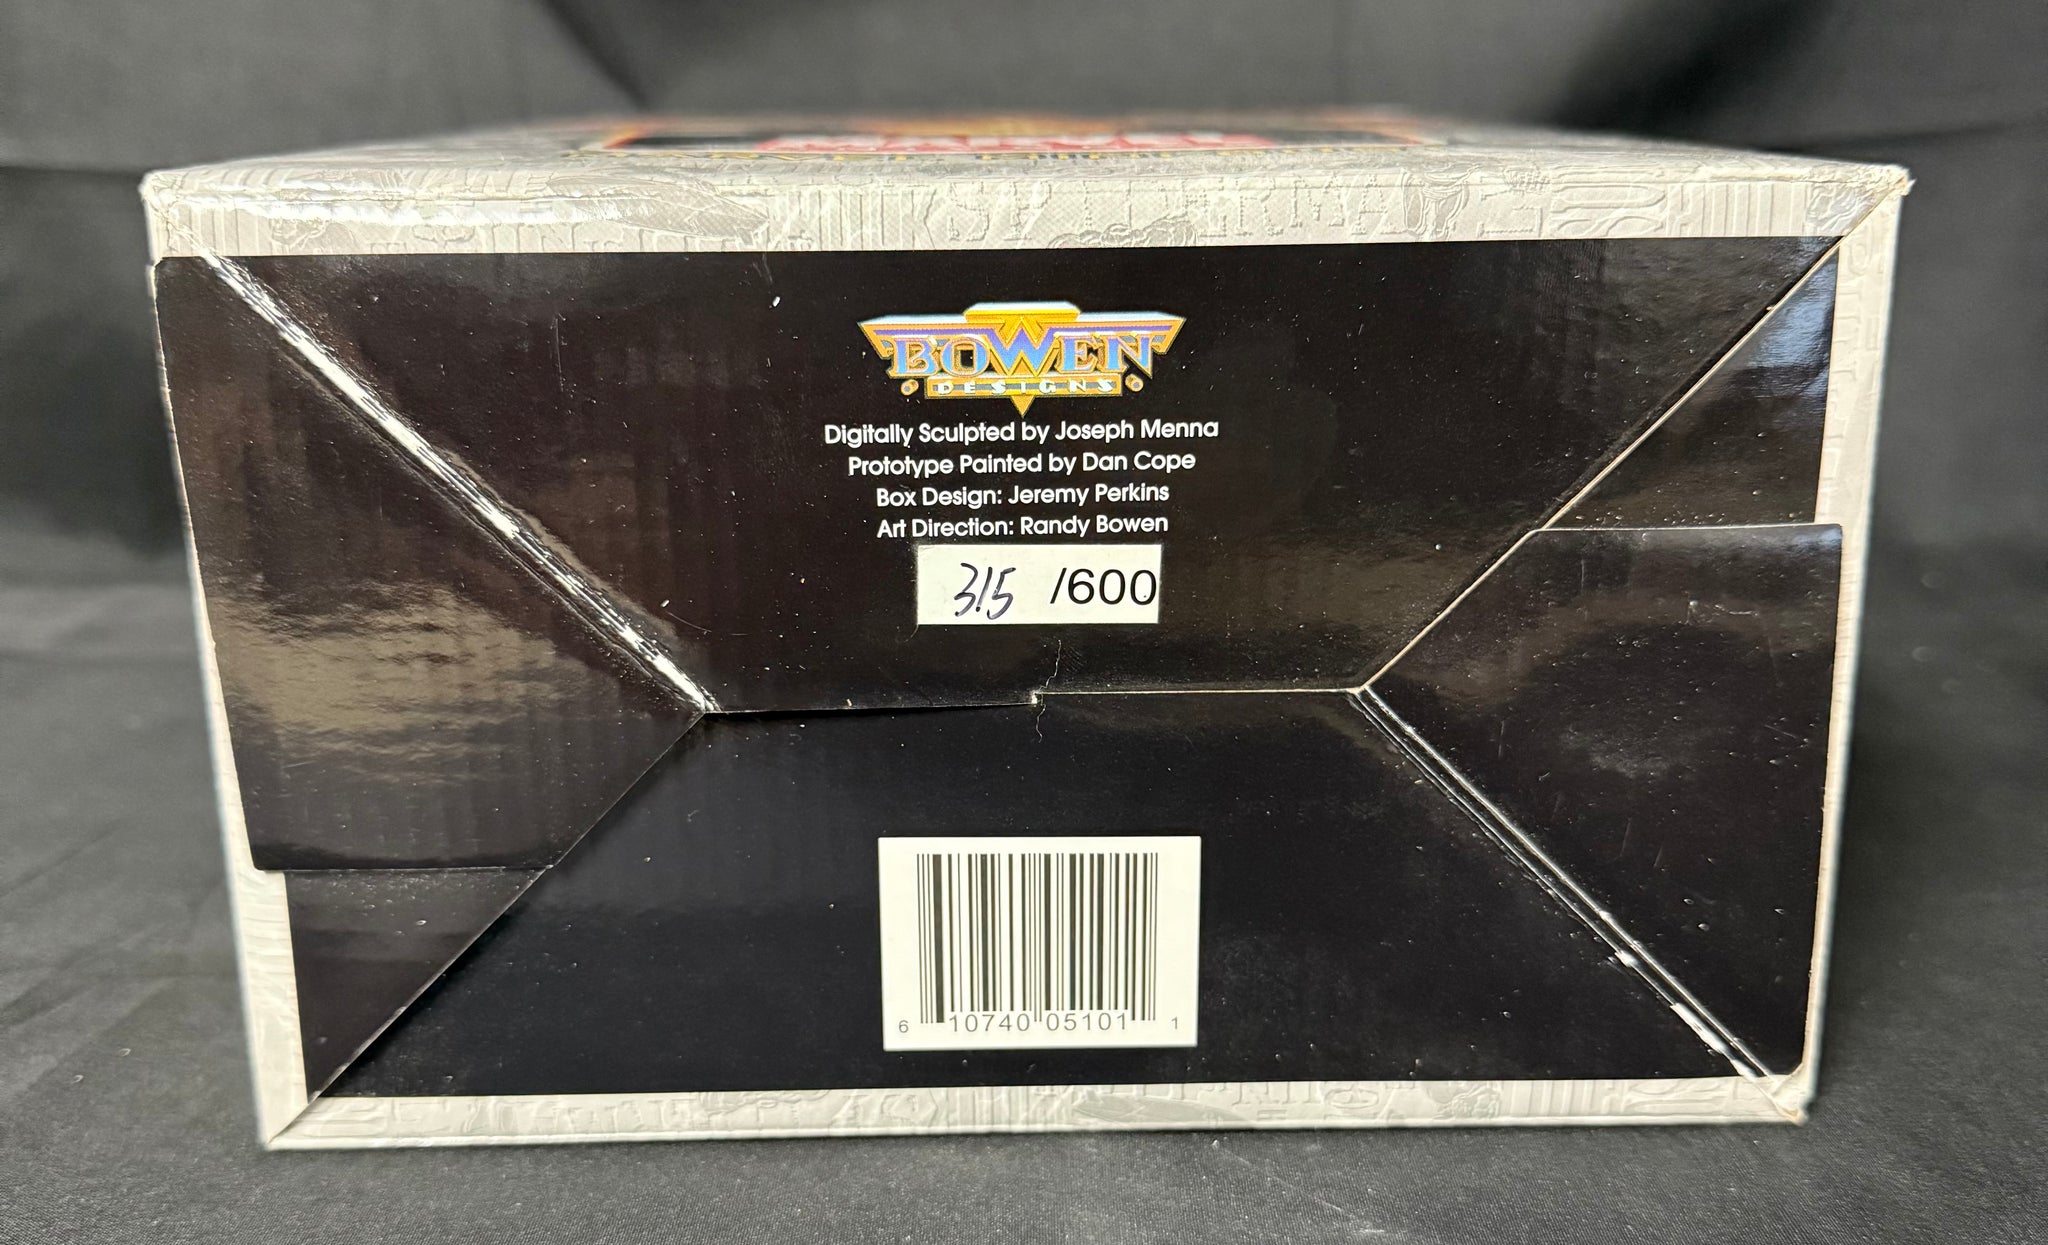 BOWEN
DESIGNS
Digitally Sculpted by Joseph Menna
Prototype Painted by Dan Cope
Box Design: Jeremy Perkins
Art Direction: Randy Bowen
315 /600
6 10740 05101 1